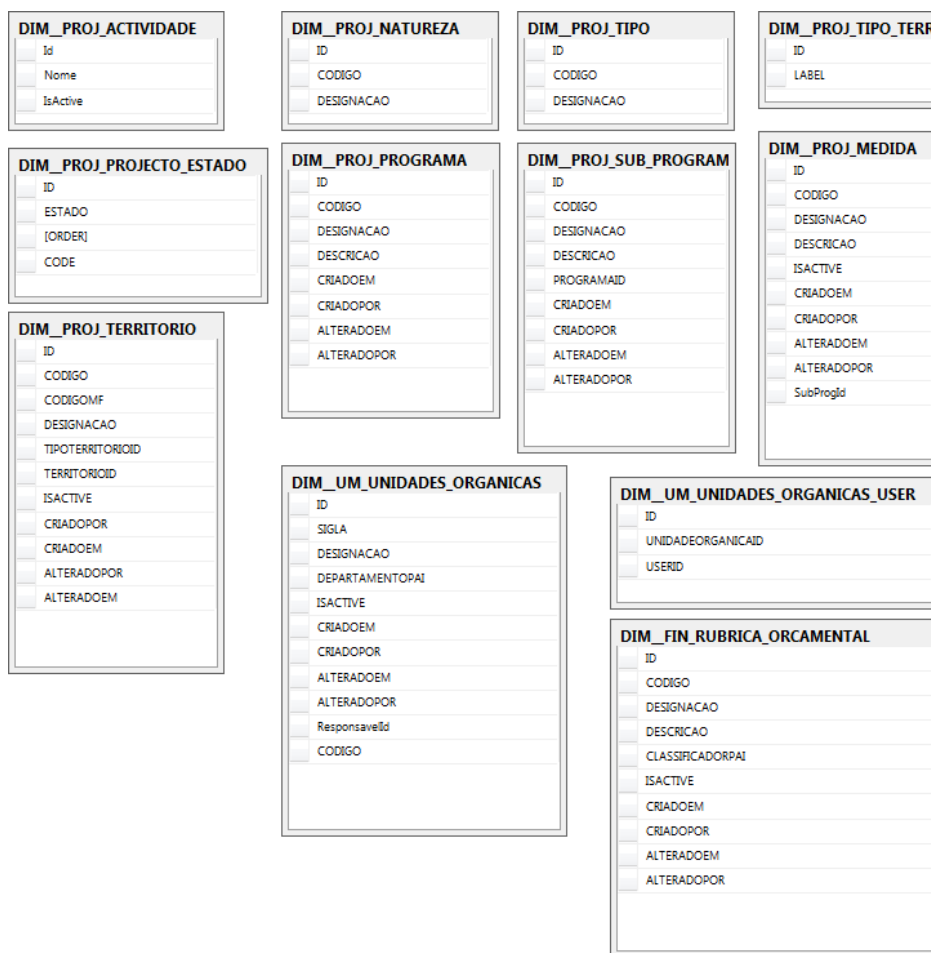 DIM__PROJ_ACTIVIDADE
Id
Nome
IsActive
DIM__PROJ_NATUREZA
ID
CODIGO
DESIGNACAO
DIM__PROJ_TIPO
ID
CODIGO
DESIGNACAO
DIM__PROJ_TIPO_TERR
ID
LABEL
DIM__PROJ_PROJECTO_ESTADO
ID
ESTADO
[ORDER]
CODE
DIM__PROJ_PROGRAMA
ID
CODIGO
DESIGNACAO
DESCRICAO
CRIADOEM
CRIADOPOR
ALTERADOEM
ALTERADOPOR
DIM__PROJ_SUB_PROGRAM
ID
CODIGO
DESIGNACAO
DESCRICAO
PROGRAMAID
CRIADOEM
CRIADOPOR
ALTERADOEM
ALTERADOPOR
DIM__PROJ_MEDIDA
ID
CODIGO
DESIGNACAO
DESCRICAO
ISACTIVE
CRIADOEM
CRIADOPOR
ALTERADOEM
ALTERADOPOR
SubProgId
DIM__PROJ_TERRITORIO
ID
CODIGO
CODIGOMF
DESIGNACAO
TIPOTERRITORIOID
TERRITORIOID
ISACTIVE
CRIADOPOR
CRIADOEM
ALTERADOPOR
ALTERADOEM
DIM__UM_UNIDADES_ORGANICAS
ID
SIGLA
DESIGNACAO
DEPARTAMENTOPAI
ISACTIVE
CRIADOEM
CRIADOPOR
ALTERADOEM
ALTERADOPOR
ResponsavelId
CODIGO
DIM__UM_UNIDADES_ORGANICAS_USER
ID
UNIDADEORGANICAID
USERID
DIM__FIN_RUBRICA_ORCAMENTAL
ID
CODIGO
DESIGNACAO
DESCRICAO
CLASSIFICADORPAI
ISACTIVE
CRIADOEM
CRIADOPOR
ALTERADOEM
ALTERADOPOR